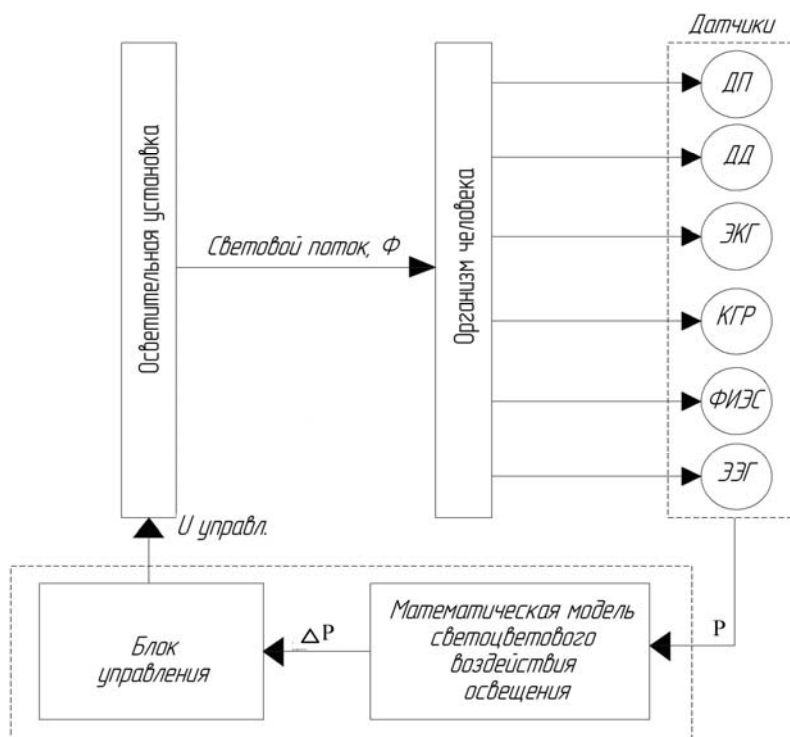 Датчики
Осветительная установка
Световой поток, Ф
Организм человека
ДП
ДД
ЭКГ
КГР
ФИЭС
ЭЭГ
U управл.
Блок
управления
ΔP
Математическая модель
светоцветового
воздействия
освещения
P